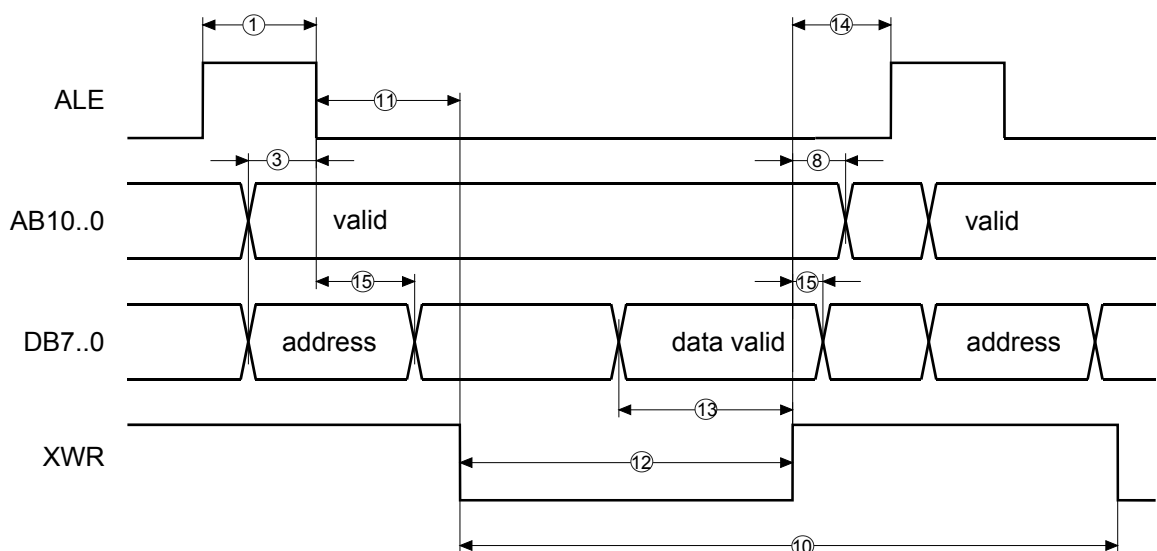 1
14
ALE
11
3
8
AB10..0
valid
valid
15
15
DB7..0
address
data valid
address
13
XWR
12
10